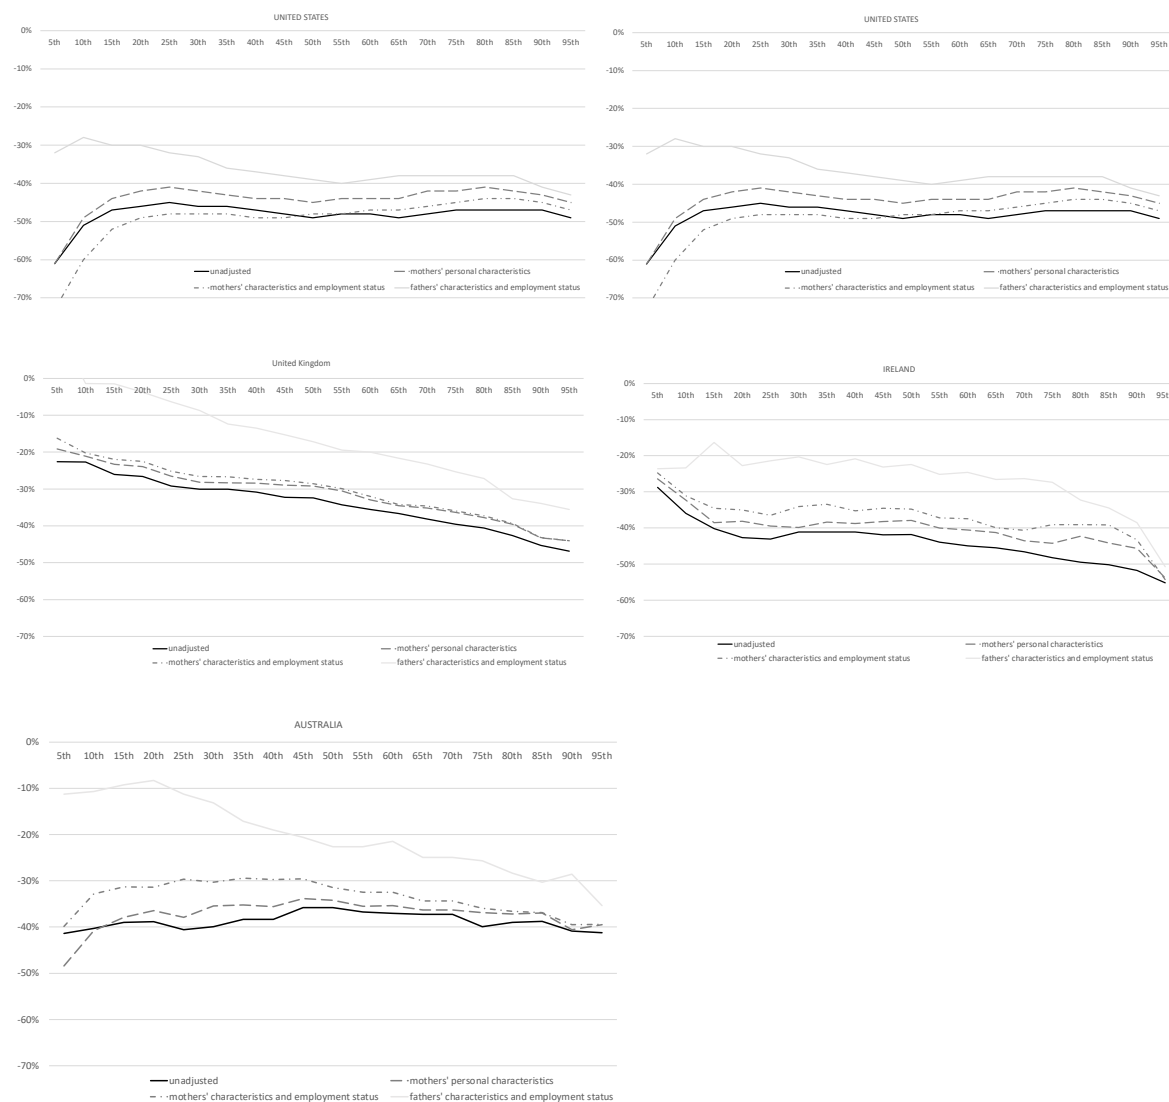 UNITED STATES
0%
5th 10th 15th 20th 25th 30th 35th 40th 45th 50th 55th 60th 65th 70th 75th 80th 85th 90th 95th
-10%
-20%
-30%
-40%
-50%
-60%
unadjusted -mothers' personal characteristics
mothers' characteristics and employment status fathers' characteristics and employment status
-70%
UNITED STATES
0%
5th 10th 15th 20th 25th 30th 35th 40th 45th 50th 55th 60th 65th 70th 75th 80th 85th 90th 95th
-10%
-20%
-30%
-40%
-50%
-60%
unadjusted -mothers' personal characteristics
mothers' characteristics and employment status fathers' characteristics and employment status
-70%
United Kingdom
0%
5th 10th 15th 20th 25th 30th 35th 40th 45th 50th 55th 60th 65th 70th 75th 80th 85th 90th 95th
-10%
-20%
-30%
-40%
-50%
-60%
-70%
unadjusted -mothers' personal characteristics
-mothers' characteristics and employment status fathers' characteristics and employment status
IRELAND
0%
5th 10th 15th 20th 25th 30th 35th 40th 45th 50th 55th 60th 65th 70th 75th 80th 85th 90th 95th
-10%
-20%
-30%
-40%
-50%
-60%
-70%
unadjusted -mothers' personal characteristics
-mothers' characteristics and employment status fathers' characteristics and employment status
AUSTRALIA
0%
5th 10th 15th 20th 25th 30th 35th 40th 45th 50th 55th 60th 65th 70th 75th 80th 85th 90th 95th
-10%
-20%
-30%
-40%
-50%
-60%
-70%
unadjusted -mothers' personal characteristics
-mothers' characteristics and employment status fathers' characteristics and employment status